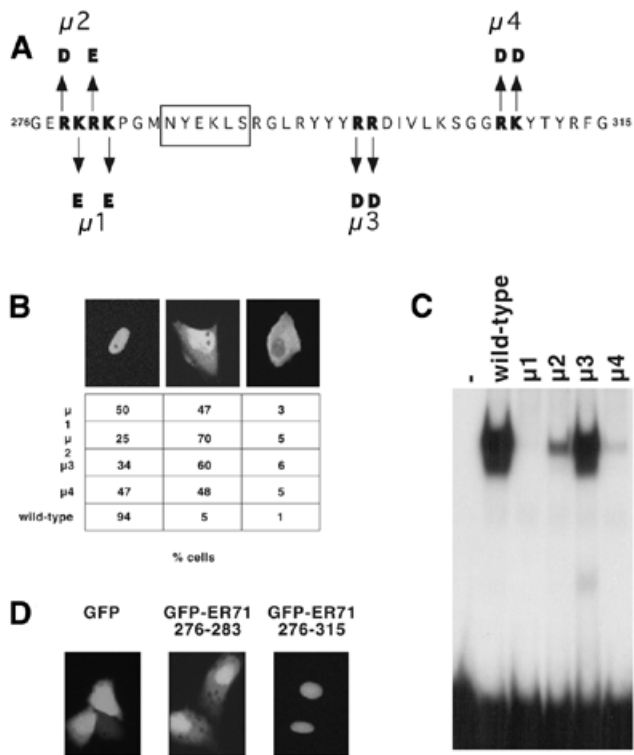 µ2
µ4
A
D E
D D
276GERKRKPGMNYEKLSRGLRYYYRRDIVLKSGGRKYTYRFG315
E E
D D
µ1
µ3
B
C
- wild-type µ1 µ2 µ3 µ4
µ 1 50 47 3
µ 2 25 70 5
µ3 34 60 6
µ4 47 48 5
wild-type 94 5 1
% cells
D
GFP
GFP-ER71 276-283
GFP-ER71 276-315